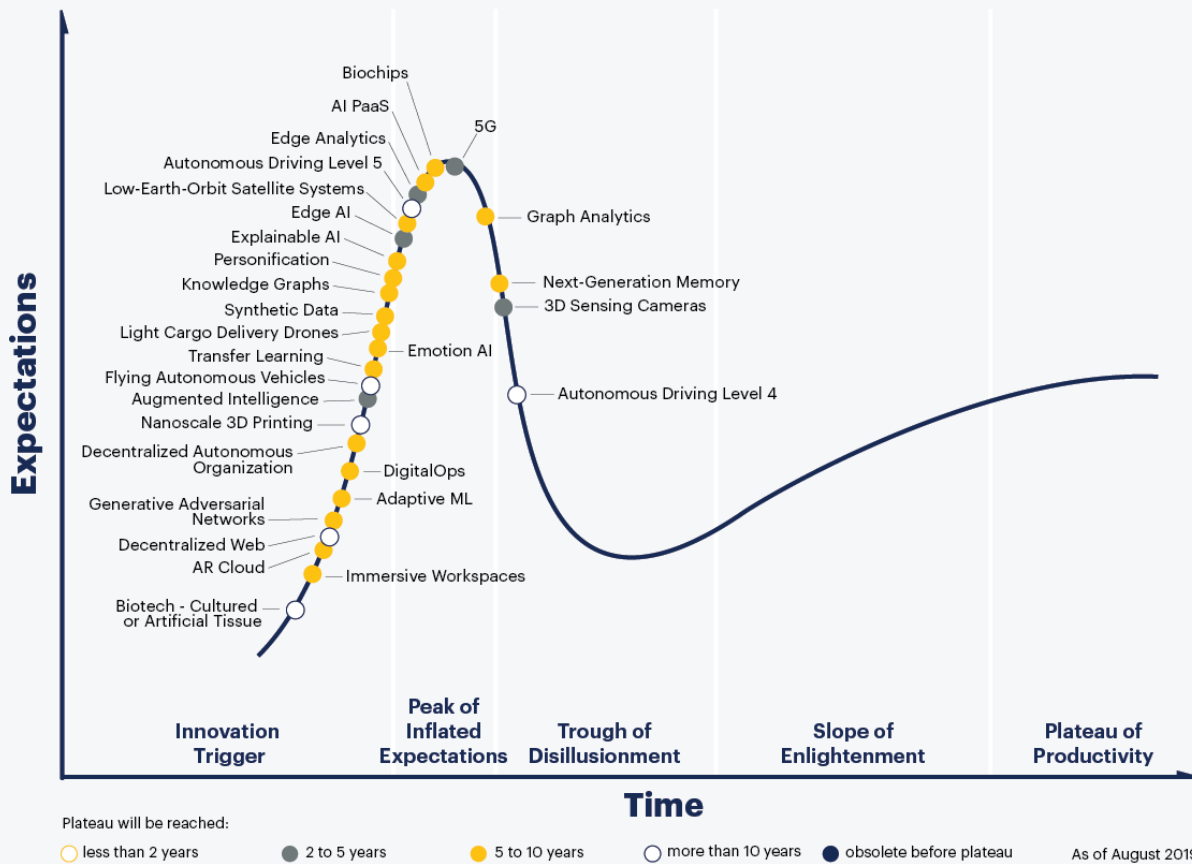 Expectations
Biochips
AI PaaS
5G
Edge Analytics
Autonomous Driving Level 5
Low-Earth-Orbit Satellite Systems
Edge AI
Graph Analytics
Explainable AI
Personification
Knowledge Graphs
Next-Generation Memory
Synthetic Data
3D Sensing Cameras
Light Cargo Delivery Drones
Emotion AI
Transfer Learning
Flying Autonomous Vehicles
Augmented Intelligence
Autonomous Driving Level 4
Nanoscale 3D Printing
Decentralized Autonomous
Organization
DigitalOps
Adaptive ML
Generative Adversarial
Networks
Decentralized Web
AR Cloud
Immersive Workspaces
Biotech - Cultured
or Artificial Tissue
Innovation
Trigger
Peak of
Inflated
Expectations
Trough of
Disillusionment
Slope of
Enlightenment
Plateau of
Productivity
Time
Plateau will be reached:
less than 2 years
2 to 5 years
5 to 10 years
more than 10 years
obsolete before plateau
As of August 2019